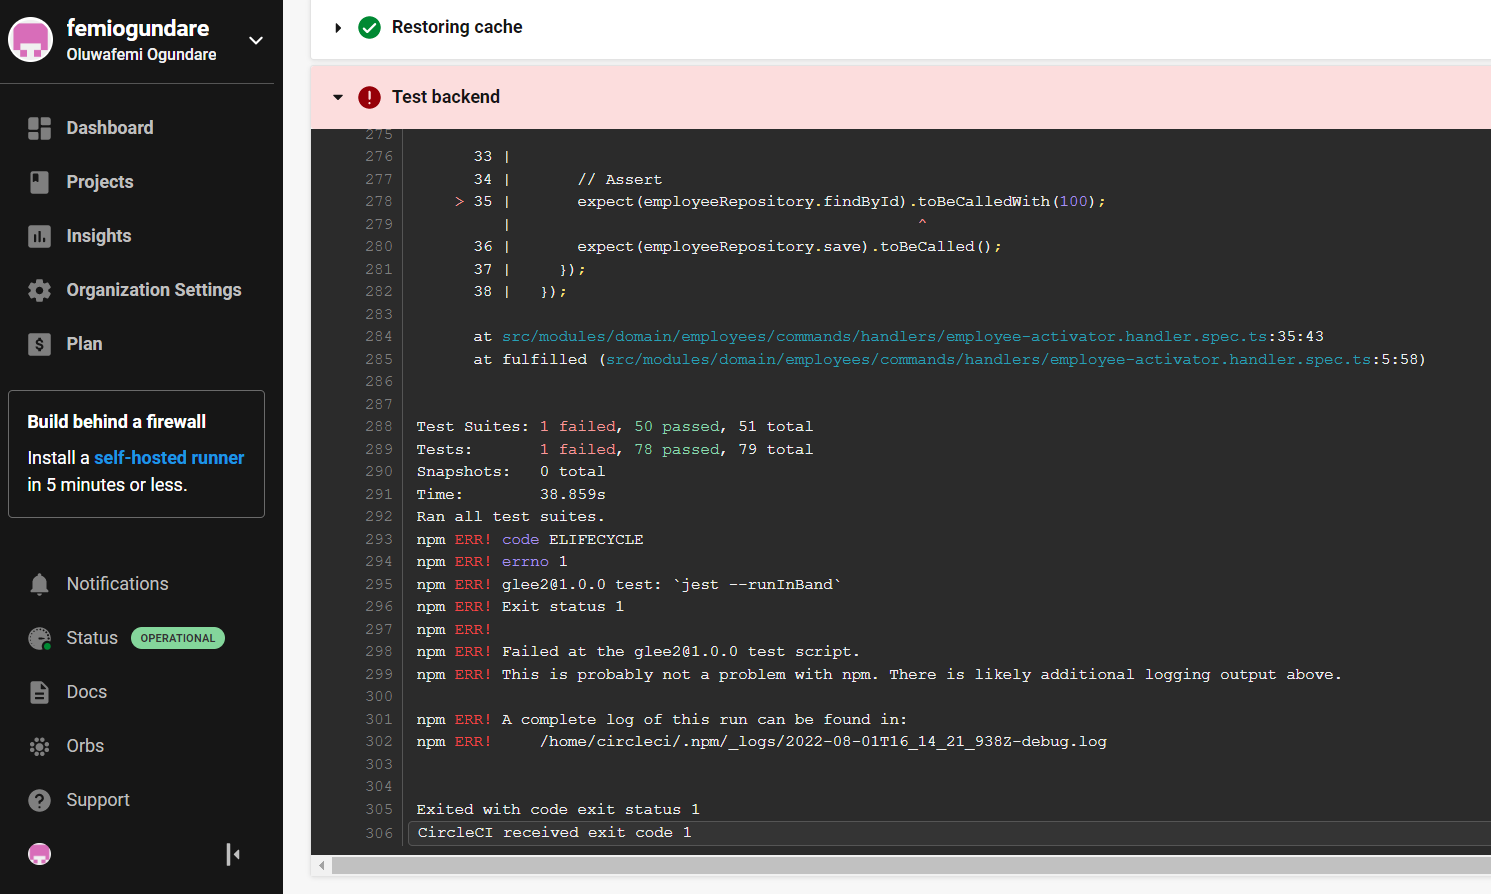 femiogundare
Oluwafemi Ogundare
Dashboard
Projects
Insights
Organization Settings
Plan
Build behind a firewall
Install a self-hosted runner
in 5 minutes or less.
Notifications
Status OPERATIONAL
Docs
Orbs
Support
Restoring cache
Test backend
275
276 33 |
277 34 | // Assert
278 > 35 | expect(employeeRepository.findById).toBeCalledWith(100);
279 | ^
280 36 | expect(employeeRepository.save).toBeCalled();
281 37 | });
282 38 | });
283
284 at src/modules/domain/employees/commands/handlers/employee-activator.handler.spec.ts:35:43
285 at fulfilled (src/modules/domain/employees/commands/handlers/employee-activator.handler.spec.ts:5:58)
286
287
288 Test Suites: 1 failed, 50 passed, 51 total
289 Tests: 1 failed, 78 passed, 79 total
290 Snapshots: 0 total
291 Time: 38.859s
292 Ran all test suites.
293 npm ERR! code ELIFECYCLE
294 npm ERR! errno 1
295 npm ERR! glee2@1.0.0 test: `jest --runInBand`
296 npm ERR! Exit status 1
297 npm ERR!
298 npm ERR! Failed at the glee2@1.0.0 test script.
299 npm ERR! This is probably not a problem with npm. There is likely additional logging output above.
300
301 npm ERR! A complete log of this run can be found in:
302 npm ERR! /home/circleci/.npm/_logs/2022-08-01T16_14_21_938Z-debug.log
303
304
305 Exited with code exit status 1
306 CircleCI received exit code 1